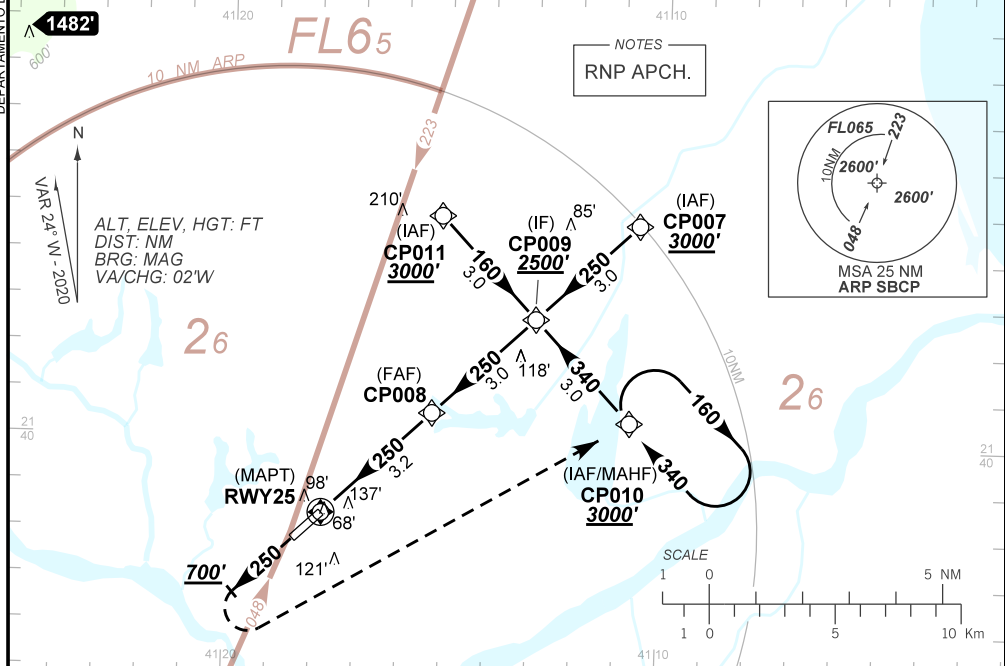 DEPARTAMENTO D
1482'
600'
41|20
41|10
FL65
10 NM ARP
NOTES
RNP APCH.
223
N
VAR 24° W - 2020
ALT, ELEV, HGT: FT
DIST: NM
BRG: MAG
VA/CHG: 02'W
FL065
223
10NM
2600'
2600'
048
MSA 25 NM
ARP SBCP
210'
(IAF)
CP011
3000'
(IF)
CP009
2500'
85'
(IAF)
CP007
3000'
160
3.0
250
3.0
26
(FAF)
CP008
250
3.0
118'
340
3.0
10NM
26
160
340
21
40
21
40
250
3.2
(MAPT)
RWY25
98'
137'
68'
(IAF/MAHF)
CP010
3000'
700'
250
121'
048
SCALE
1 0 5 NM
1 0 5 10 Km
41|20
41|10